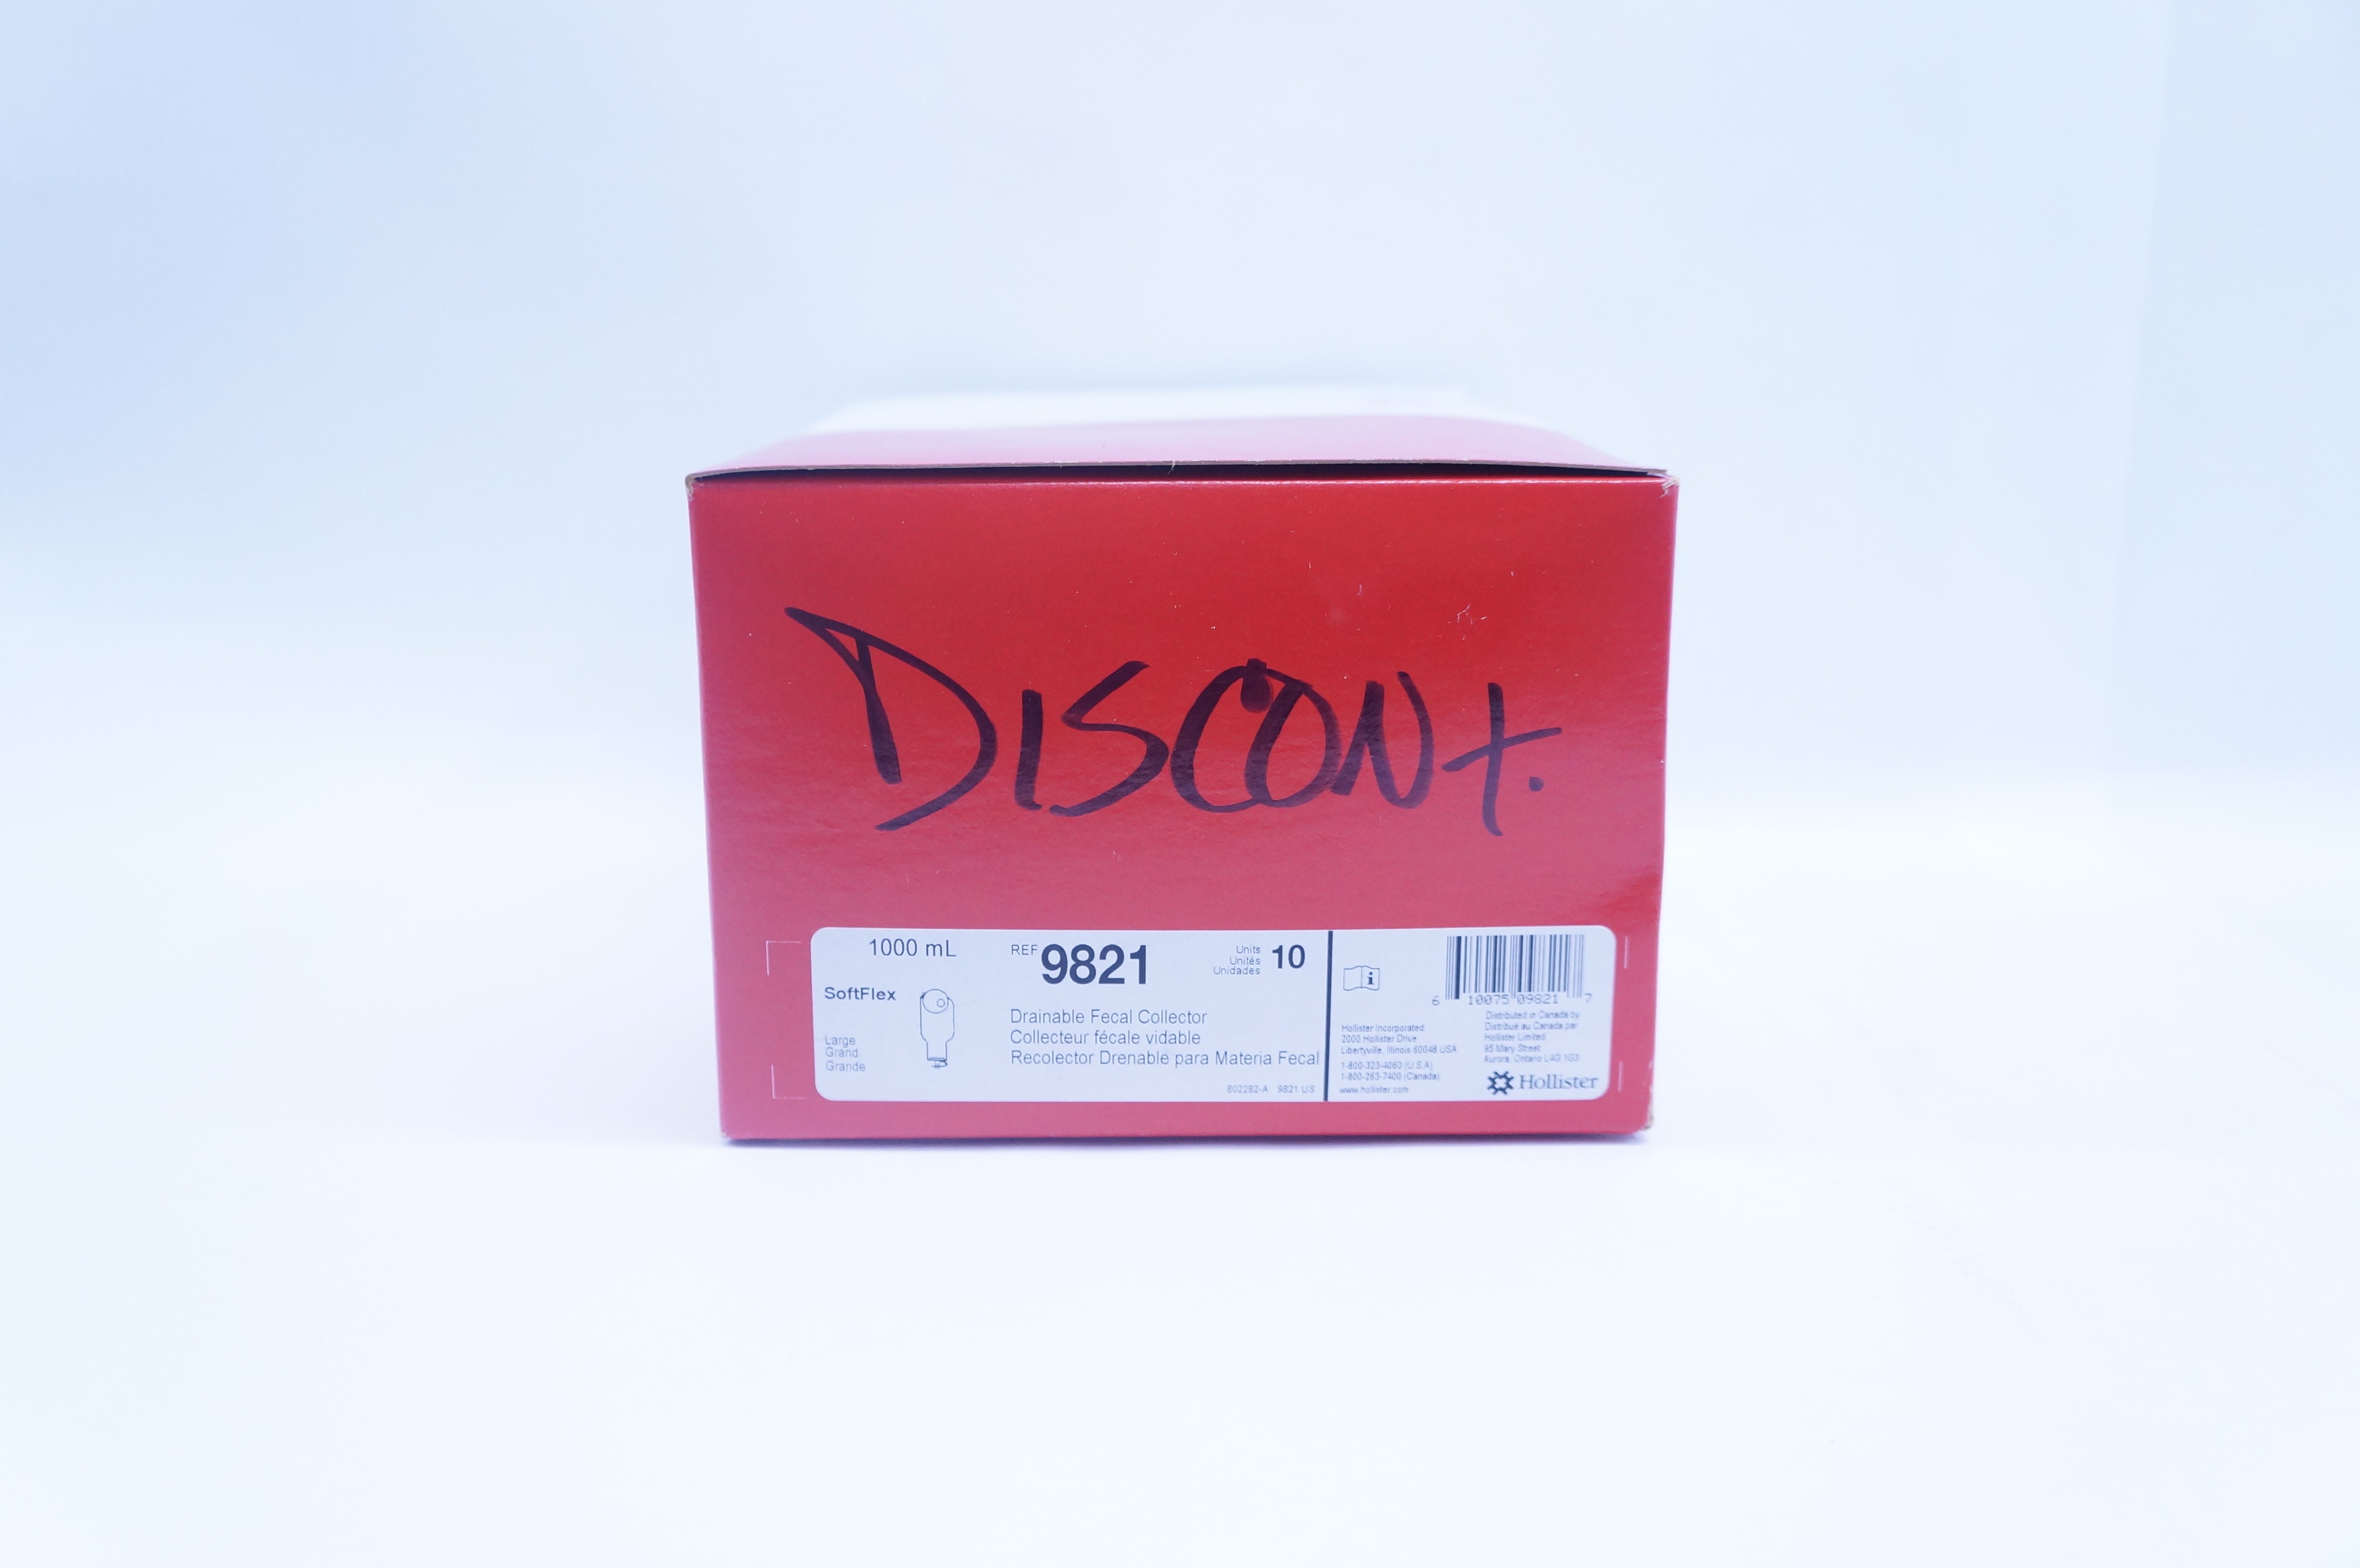 DISCONt.
1000 mL
SoftFlex
Large
Grand
Grande
REF 9821
Units
Unités
Unidades
10
Drainable Fecal Collector
Collecteur fécale vidable
Recolector Drenable para Materia Fecal
802282-A 9821 US
6 10075 09821 7
Hollister Incorporated
2000 Hollister Drive
Libertyville, Illinois 60048 USA
1-800-323-4060 (U.S.A)
1-800-263-7400 (Canada)
www.hollister.com
Distributed in Canada by
Distribué au Canada par
Hollister Limited
95 Mary Street
Aurora, Ontario L4G 1G3
Hollister